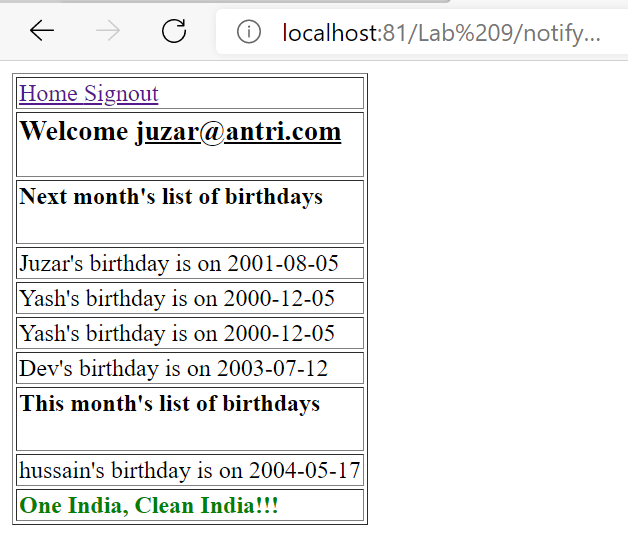 localhost:81/Lab%209/notify...
Home Signout
Welcome juzar@antri.com
Next month's list of birthdays
Juzar's birthday is on 2001-08-05
Yash's birthday is on 2000-12-05
Yash's birthday is on 2000-12-05
Dev's birthday is on 2003-07-12
This month's list of birthdays
hussain's birthday is on 2004-05-17
One India, Clean India!!!